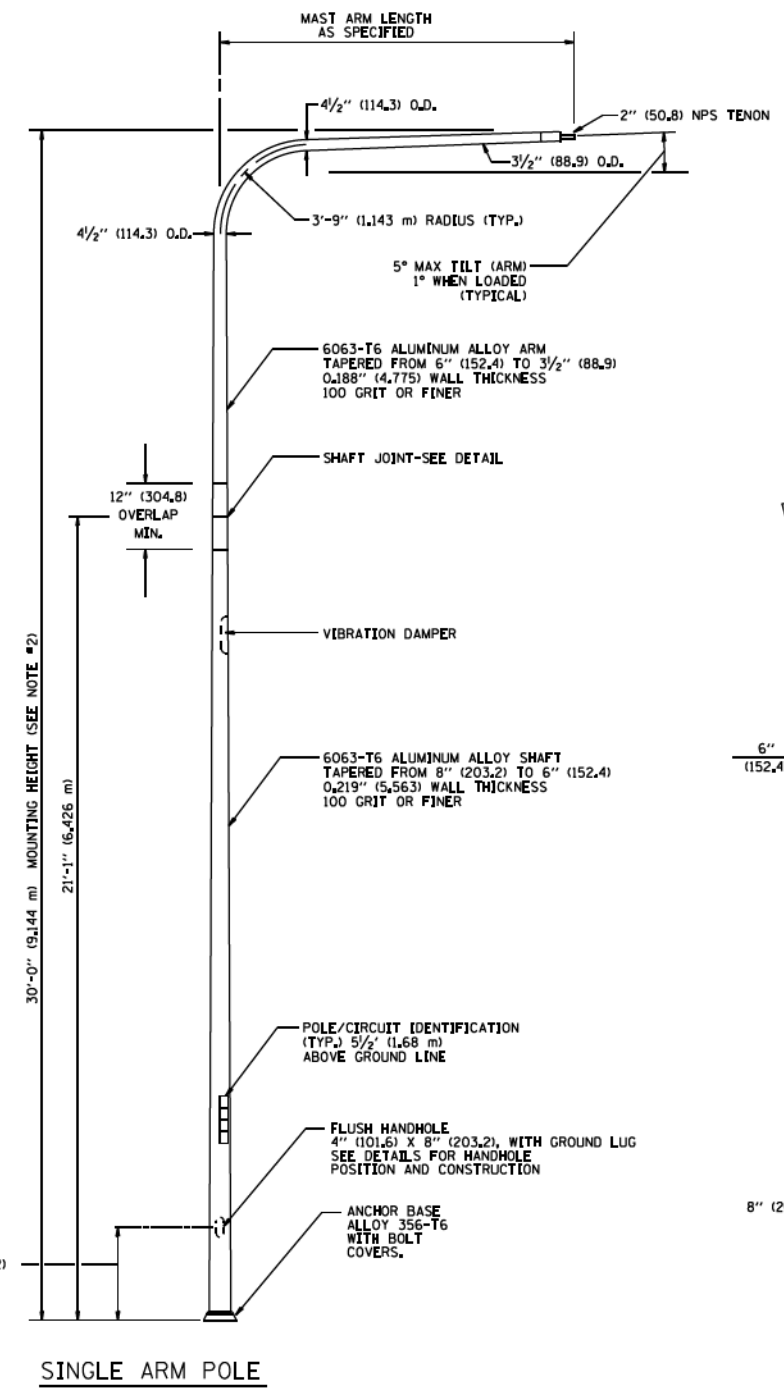 MAST ARM LENGTH
AS SPECIFIED
4½" (114.3) O.D.
2" (50.8) NPS TENON
3½" (88.9) O.D.
3'-9" (1.143 m) RADIUS (TYP.)
4½" (114.3) O.D.
5° MAX TILT (ARM)
1° WHEN LOADED
(TYPICAL)
6063-T6 ALUMINUM ALLOY ARM
TAPERED FROM 6" (152.4) TO 3½" (88.9)
0.188" (4.775) WALL THICKNESS
100 GRIT OR FINER
SHAFT JOINT-SEE DETAIL
12" (304.8)
OVERLAP
MIN.
VIBRATION DAMPER
30'-0" (9.144 m) MOUNTING HEIGHT (SEE NOTE #2)
21'-1" (6.426 m)
6063-T6 ALUMINUM ALLOY SHAFT
TAPERED FROM 8" (203.2) TO 6" (152.4)
0.219" (5.563) WALL THICKNESS
100 GRIT OR FINER
6"
(152.4
POLE/CIRCUIT IDENTIFICATION
(TYP.) 5½' (1.68 m)
ABOVE GROUND LINE
FLUSH HANDHOLE
4" (101.6) X 8" (203.2), WITH GROUND LUG
SEE DETAILS FOR HANDHOLE
POSITION AND CONSTRUCTION
ANCHOR BASE
ALLOY 356-T6
WITH BOLT
COVERS.
8" (2
SINGLE ARM POLE